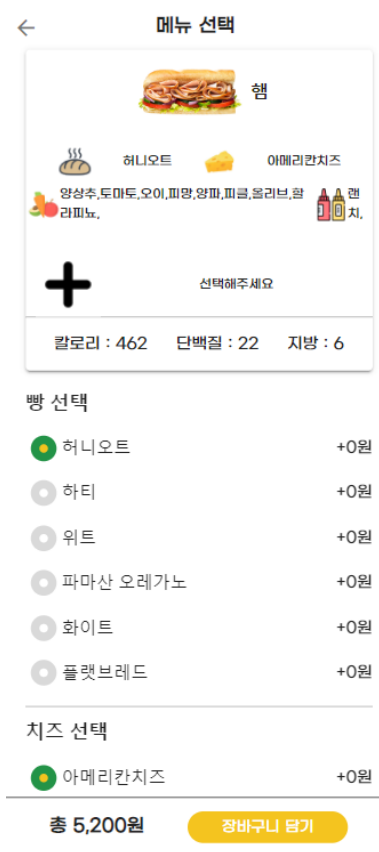 메뉴 선택
햄
허니오트
아메리칸치즈
양상추,토마토,오이,피망,양파,피클,올리브,할
라피뇨,
랜
치,
선택해주세요
칼로리 : 462 단백질 : 22 지방 : 6
빵 선택
허니오트 +0원
하티 +0원
위트 +0원
파마산 오레가노 +0원
화이트 +0원
플랫브레드 +0원
치즈 선택
아메리칸치즈 +0원
총 5,200원 장바구니 담기